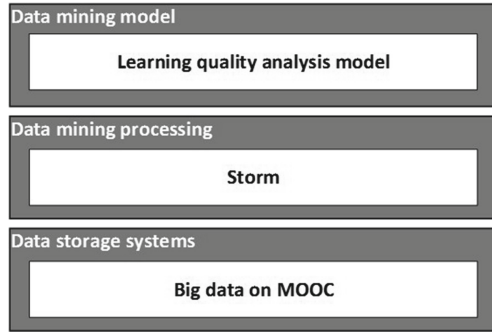 Data mining model
Learning quality analysis model
Data mining processing
Storm
Data storage systems
Big data on MOOC